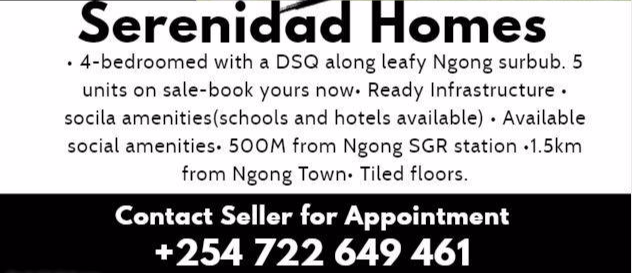 Serenidad Homes
• 4-bedroomed with a DSQ along leafy Ngong surbub. 5
units on sale-book yours now• Ready Infrastructure •
socila amenities(schools and hotels available) • Available
social amenities• 500M from Ngong SGR station •1.5km
from Ngong Town• Tiled floors.
Contact Seller for Appointment
+254 722 649 461